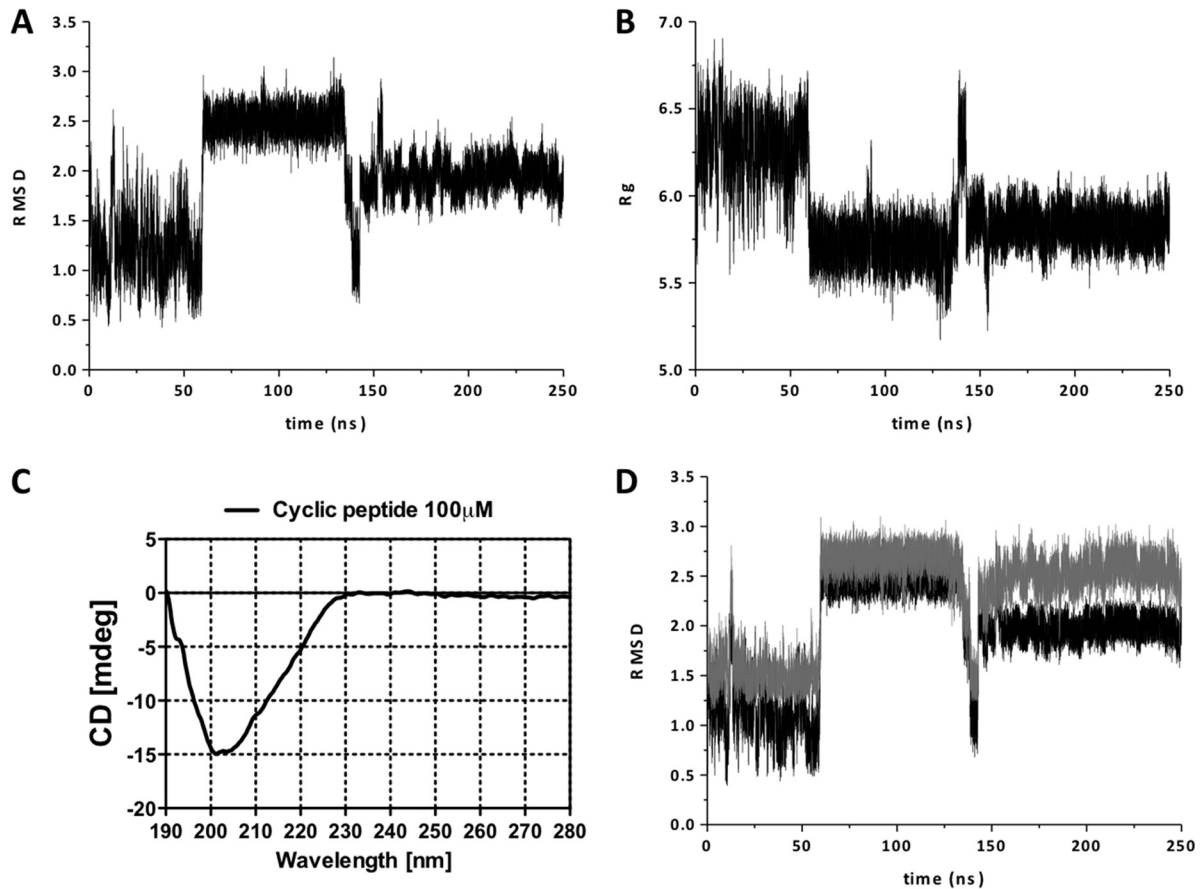 A
3.5
3.0
2.5
2.0
1.5
1.0
0.5
0.0
RMSD
0 50 100 150 200 250
time (ns)
B
7.0
6.5
6.0
5.5
5.0
Rg
0 50 100 150 200 250
time (ns)
C
Cyclic peptide 100μM
5
0
-5
-10
-15
-20
CD [mdeg]
190 200 210 220 230 240 250 260 270 280
Wavelength [nm]
D
3.5
3.0
2.5
2.0
1.5
1.0
0.5
0.0
RMSD
0 50 100 150 200 250
time (ns)